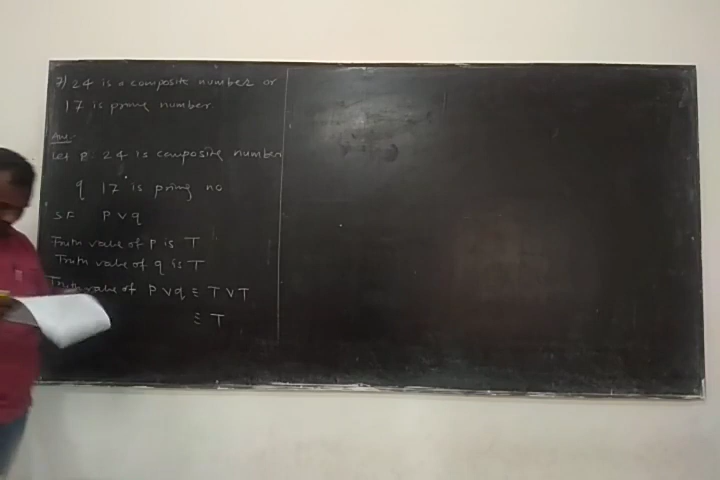 7) 24 is a composite number or
17 is prime number.
Ans:-
Let P: 24 is composite number
q 17 is prime no
S.F P ∨ q
Truth value of P is T
Truth value of q is T
Truth value of P ∨ q ≡ T ∨ T
≡ T